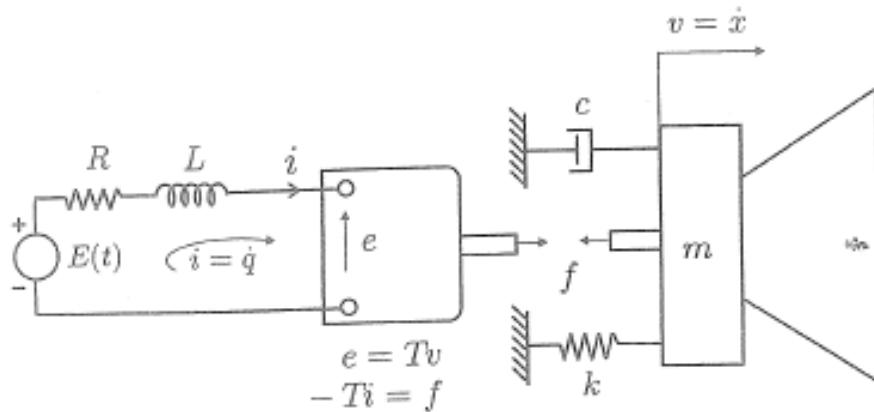 v = ẋ
c
R
L
i
+
E(t)
-
i = q̇
e
f
m
k
e = Tv
- Ti = f